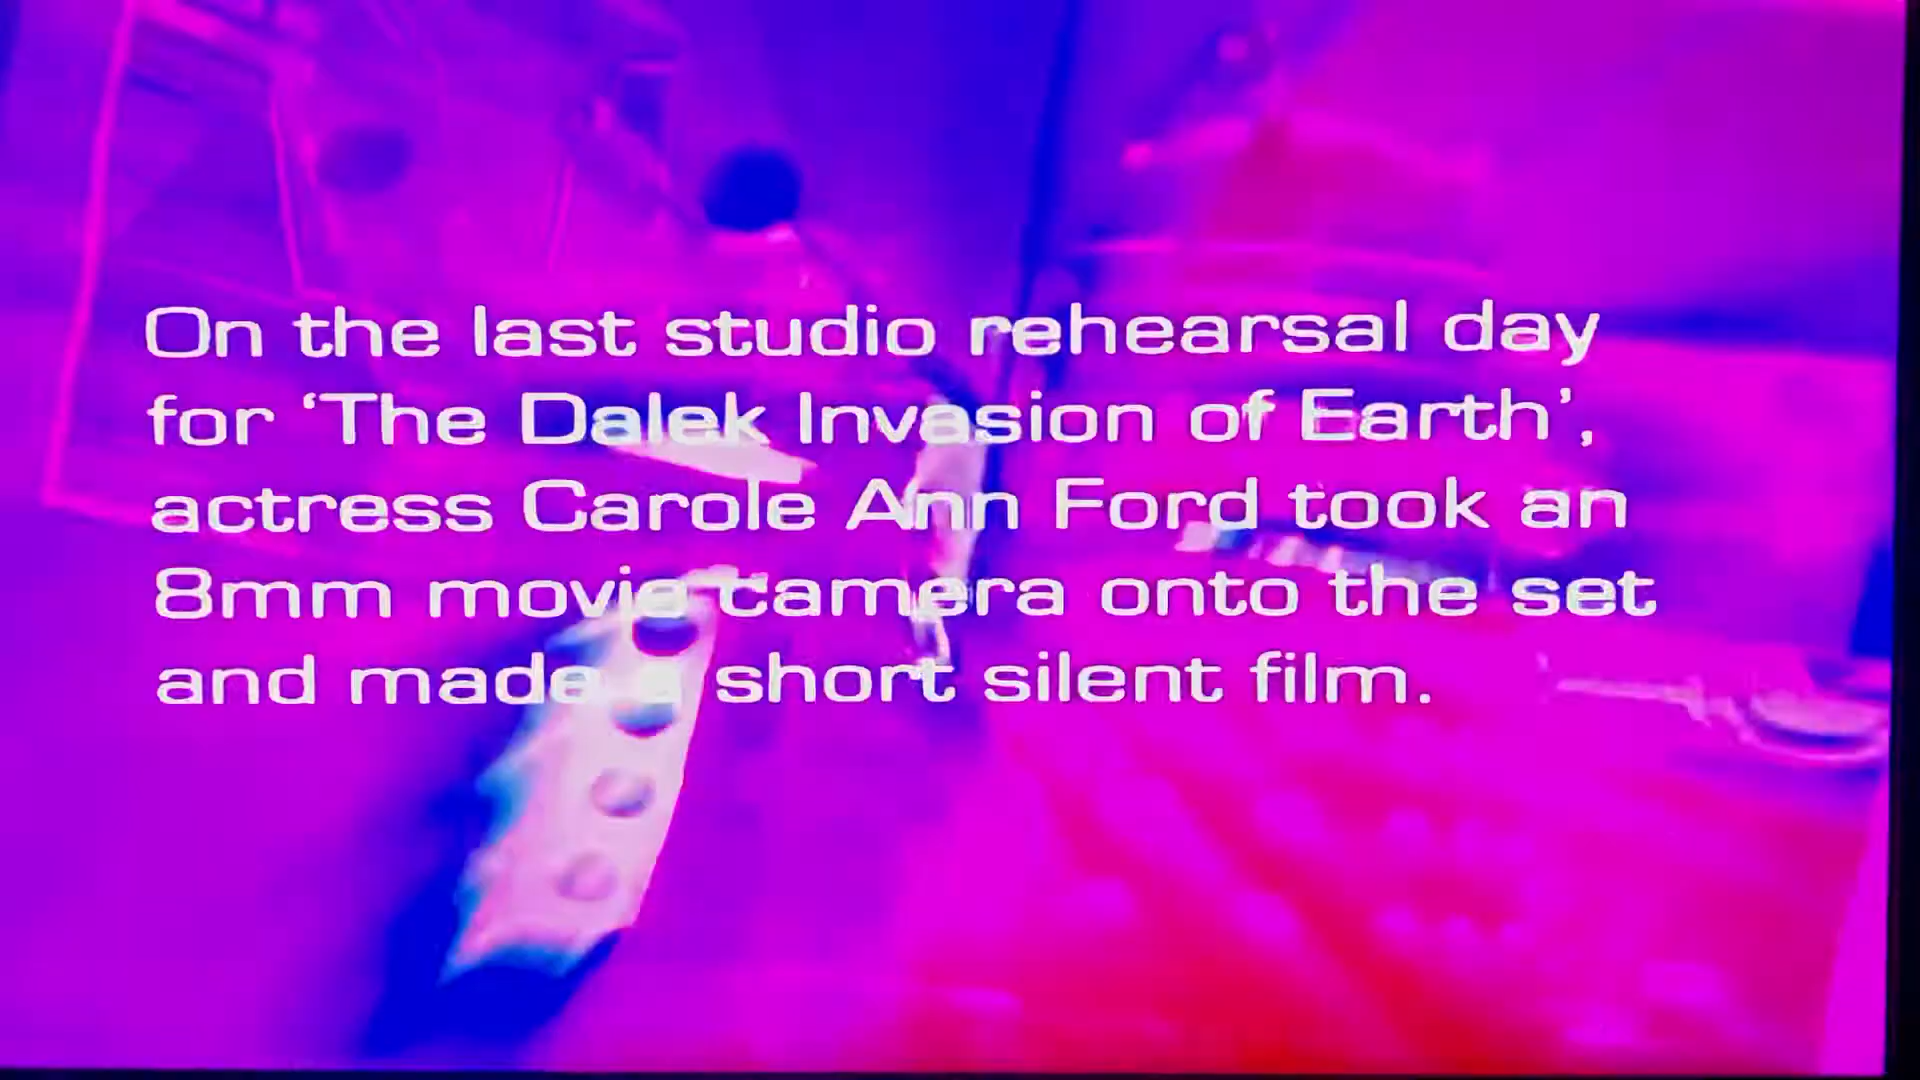 On the last studio rehearsal day
for ‘The Dalek Invasion of Earth’,
actress Carole Ann Ford took an
8mm movie camera onto the set
and made a short silent film.